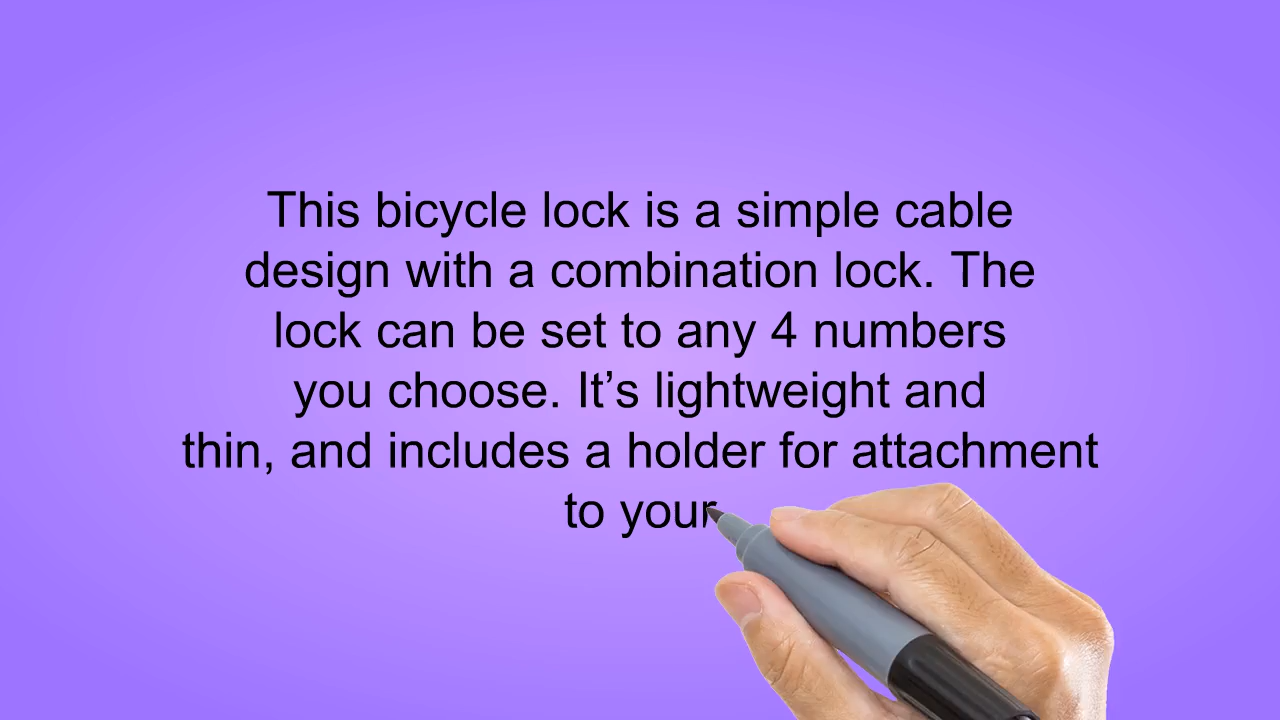 This bicycle lock is a simple cable
design with a combination lock. The
lock can be set to any 4 numbers
you choose. It’s lightweight and
thin, and includes a holder for attachment
to your